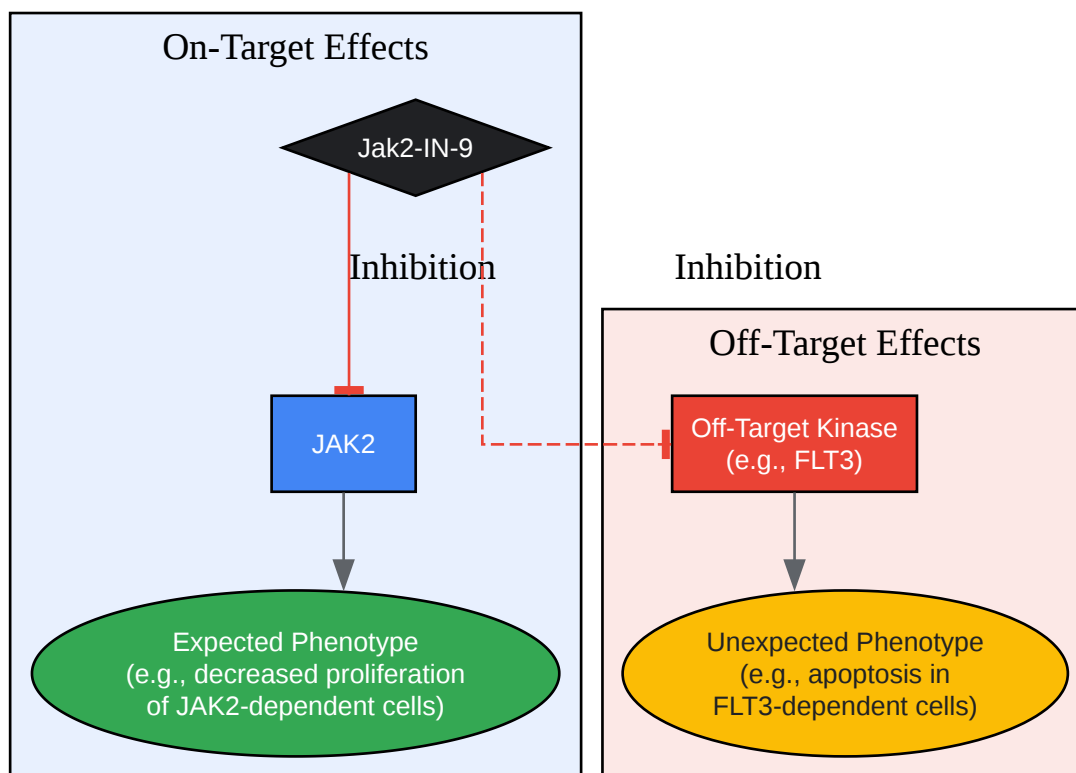 On-Target Effects
Jak2-IN-9
Inhibition
Inhibition
Off-Target Effects
JAK2
Off-Target Kinase
(e.g., FLT3)
Expected Phenotype
(e.g., decreased proliferation
of JAK2-dependent cells)
Unexpected Phenotype
(e.g., apoptosis in
FLT3-dependent cells)